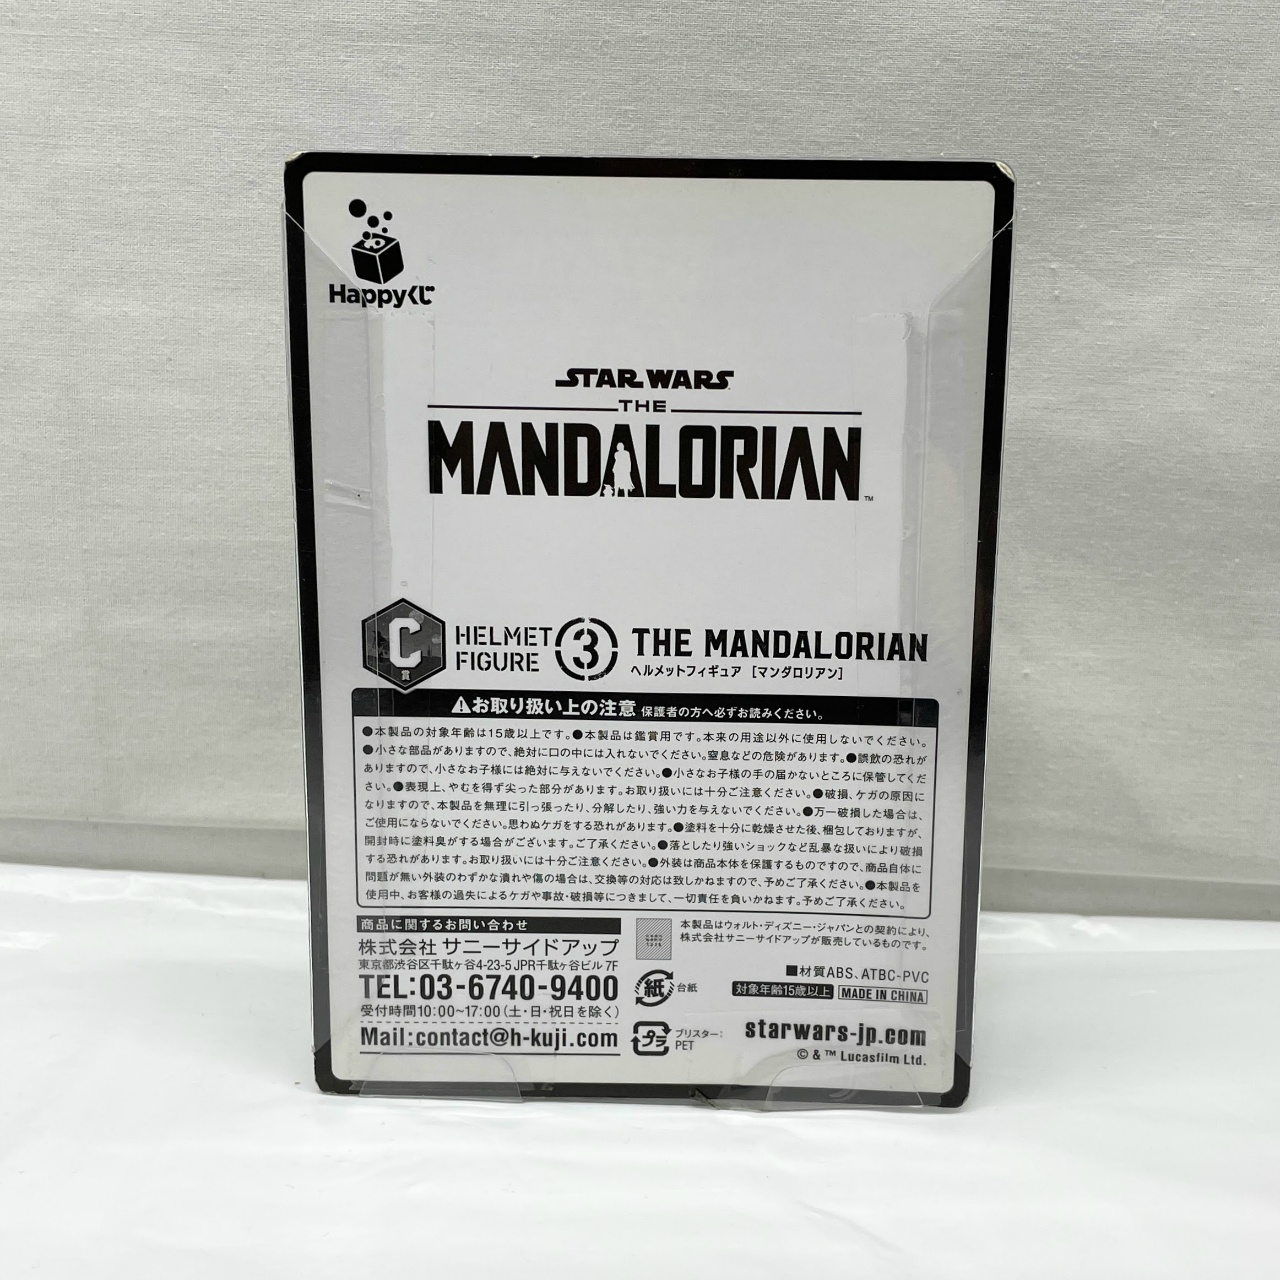 Happyくじ
STAR WARS
THE
MANDALORIAN™
C賞
HELMET FIGURE
3
THE MANDALORIAN
ヘルメットフィギュア [マンダロリアン]
⚠お取り扱い上の注意 保護者の方へ必ずお読みください。
●本製品の対象年齢は15歳以上です。●本製品は鑑賞用です。本来の用途以外に使用しないでください。
●小さな部品がありますので、絶対に口の中には入れないでください。窒息などの危険があります。●誤飲の恐れが
ありますので、小さなお子様には絶対に与えないでください。●小さなお子様の手の届かないところに保管してくだ
さい。●表現上、やむを得ず尖った部分があります。お取り扱いには十分ご注意ください。●破損、ケガの原因に
なりますので、本製品を無理に引っ張ったり、分解したり、強い力を与えないでください。●万一破損した場合は、
ご使用にならないでください。思わぬケガをする恐れがあります。●塗料を十分に乾燥させた後、梱包しておりますが、
開封時に塗料臭がする場合がございます。ご了承ください。●落としたり強いショックなど乱暴な扱いにより破損
する恐れがあります。お取り扱いには十分ご注意ください。●外装は商品本体を保護するものですので、商品自体に
問題が無い外装のわずかな潰れや傷の場合は、交換等の対応は致しかねますので、予めご了承ください。●本製品を
使用中、お客様の過失によるケガや事故・破損等につきまして、一切責任を負いかねます。予めご了承ください。
商品に関するお問い合わせ
株式会社 サニーサイドアップ
東京都渋谷区千駄ヶ谷4-23-5 JPR千駄ヶ谷ビル 7F
TEL:03-6740-9400
受付時間10:00~17:00(土・日・祝日を除く)
Mail:contact@h-kuji.com
本製品はウォルト・ディズニー・ジャパンとの契約により、
株式会社サニーサイドアップが販売しているものです。
■材質ABS、ATBC-PVC
紙 台紙
対象年齢15歳以上 MADE IN CHINA
プラ ブリスター:
PET
starwars-jp.com
© & ™ Lucasfilm Ltd.